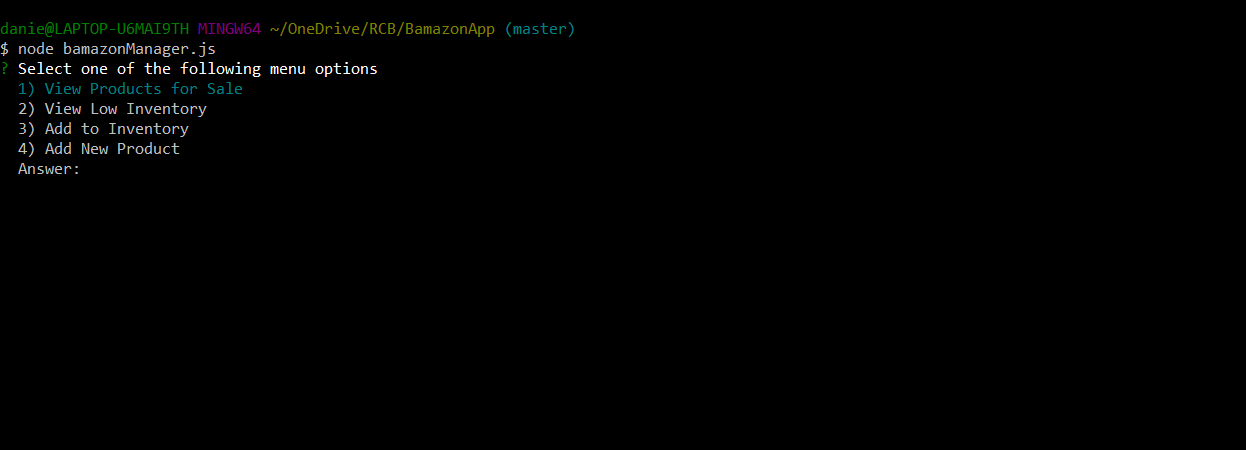 danie@LAPTOP-U6MAI9TH MINGW64 ~/OneDrive/RCB/BamazonApp (master)
$ node bamazonManager.js
? Select one of the following menu options
1) View Products for Sale
2) View Low Inventory
3) Add to Inventory
4) Add New Product
Answer: